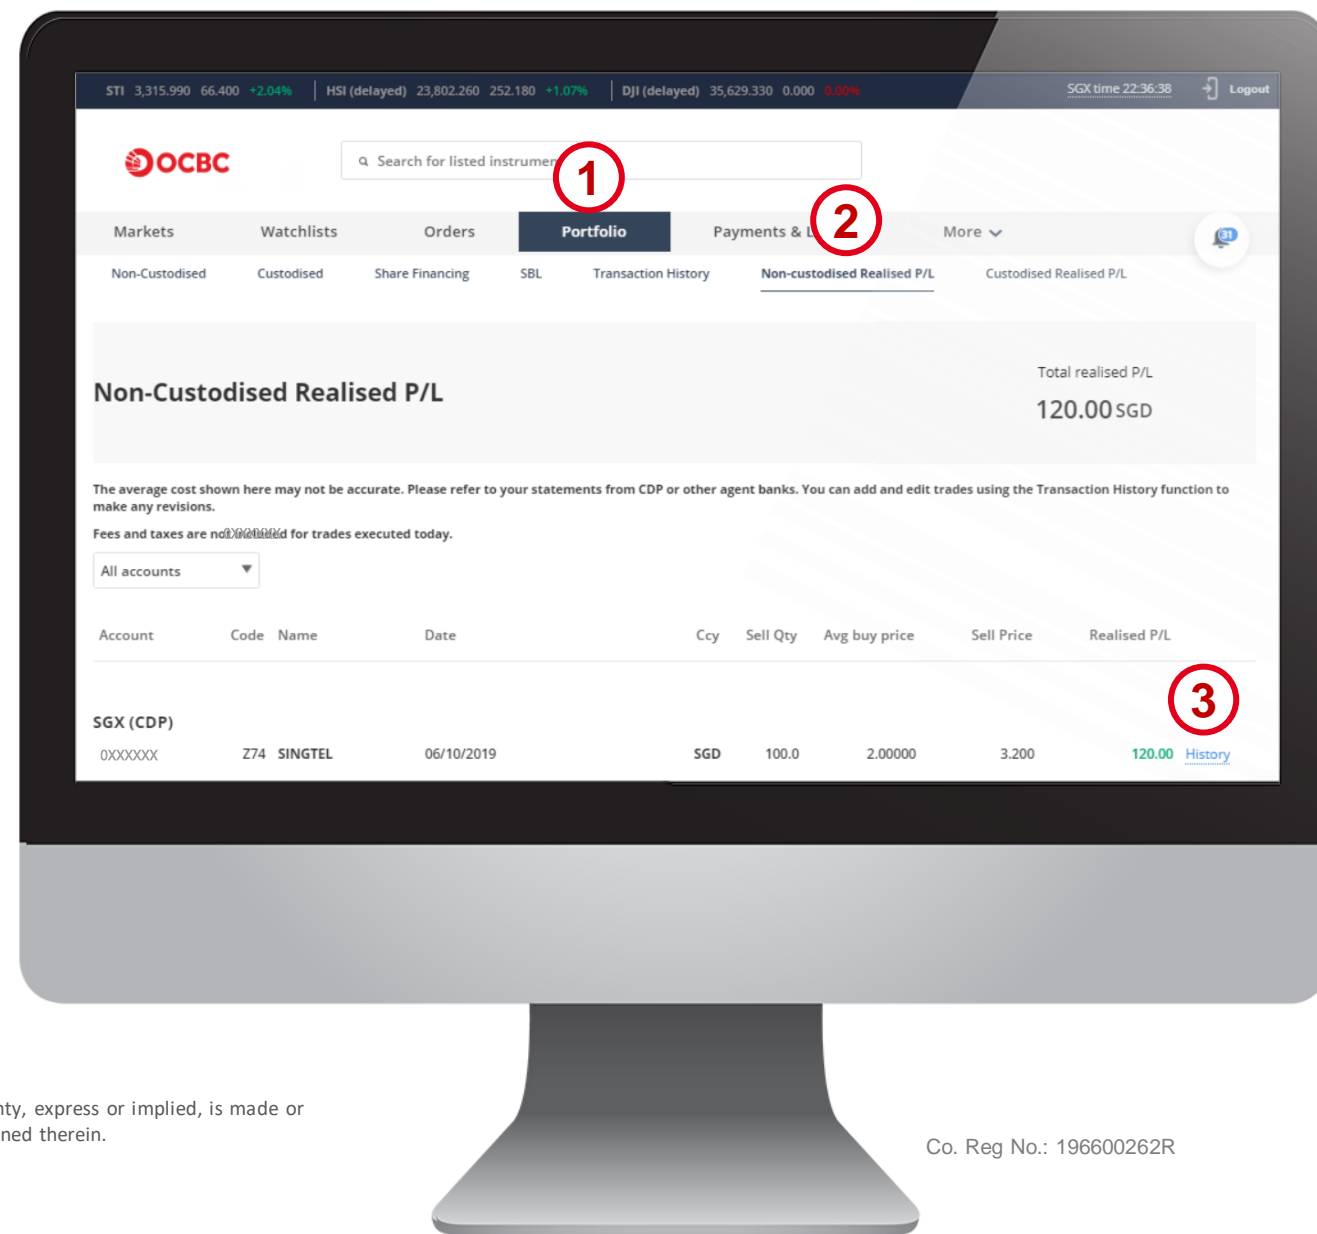 STI 3,315.990 66.400 +2.04% HSI (delayed) 23,802.260 252.180 +1.07% DJI (delayed) 35,629.330 0.000 0.00% SGX time 22:36:38 Logout
OCBC Search for listed instrumen
1
2
Markets Watchlists Orders Portfolio Payments & L More
31
Non-Custodised Custodised Share Financing SBL Transaction History Non-custodised Realised P/L Custodised Realised P/L
Total realised P/L
Non-Custodised Realised P/L
120.00 SGD
The average cost shown here may not be accurate. Please refer to your statements from CDP or other agent banks. You can add and edit trades using the Transaction History function to
make any revisions.
Fees and taxes are for trades executed today.
All accounts
Account Code Name Date Ccy Sell Qty Avg buy price Sell Price Realised P/L
3
SGX (CDP)
0XXXXXX Z74 SINGTEL 06/10/2019 SGD 100.0 2.00000 3.200 120.00 History
nty, express or implied, is made or
ned therein.
Co. Reg No.: 196600262R